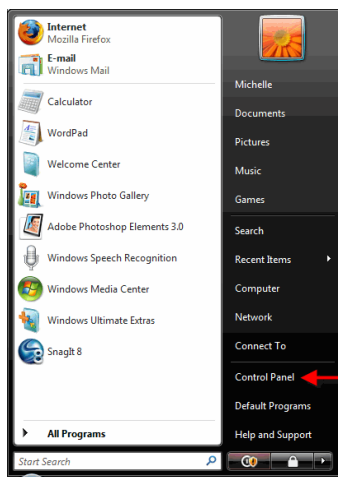 Internet
Mozilla Firefox
E-mail
Windows Mail
Calculator
WordPad
Welcome Center
Windows Photo Gallery
Adobe Photoshop Elements 3.0
Windows Speech Recognition
Windows Media Center
Windows Ultimate Extras
SnagIt 8
All Programs
Start Search
Michelle
Documents
Pictures
Music
Games
Search
Recent Items
Computer
Network
Connect To
Control Panel
Default Programs
Help and Support